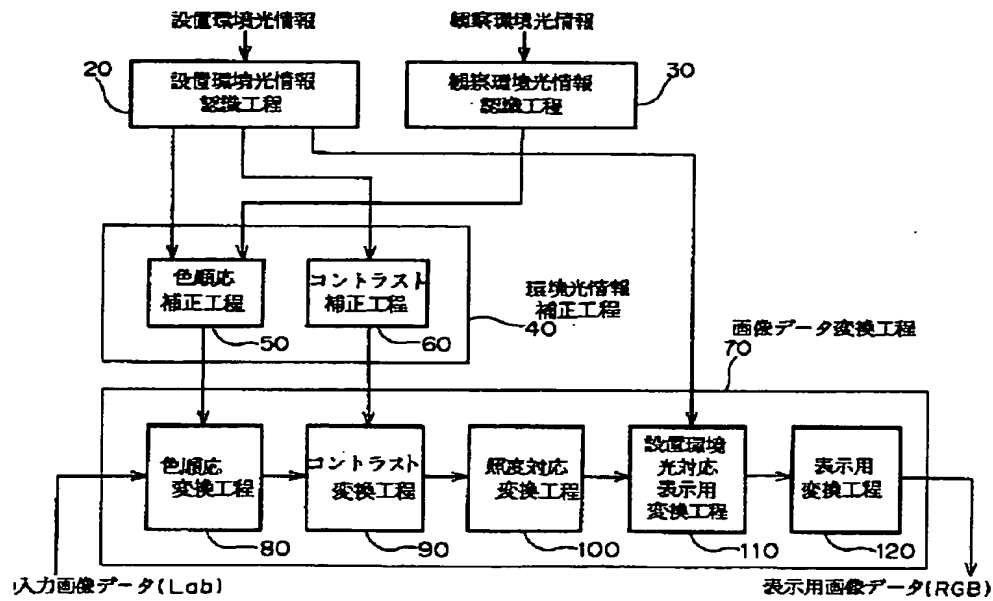 設置環境光情報
観察環境光情報
20
設置環境光情報
認識工程
観察環境光情報
認識工程
30
色順応
補正工程
50
コントラスト
補正工程
60
環境光情報
補正工程
40
画像データ変換工程
70
色順応
変換工程
80
コントラスト
変換工程
90
照度対応
変換工程
100
設置環境
光対応
表示用
変換工程
110
表示用
変換工程
120
入力画像データ(Lab)
表示用画像データ(RGB)